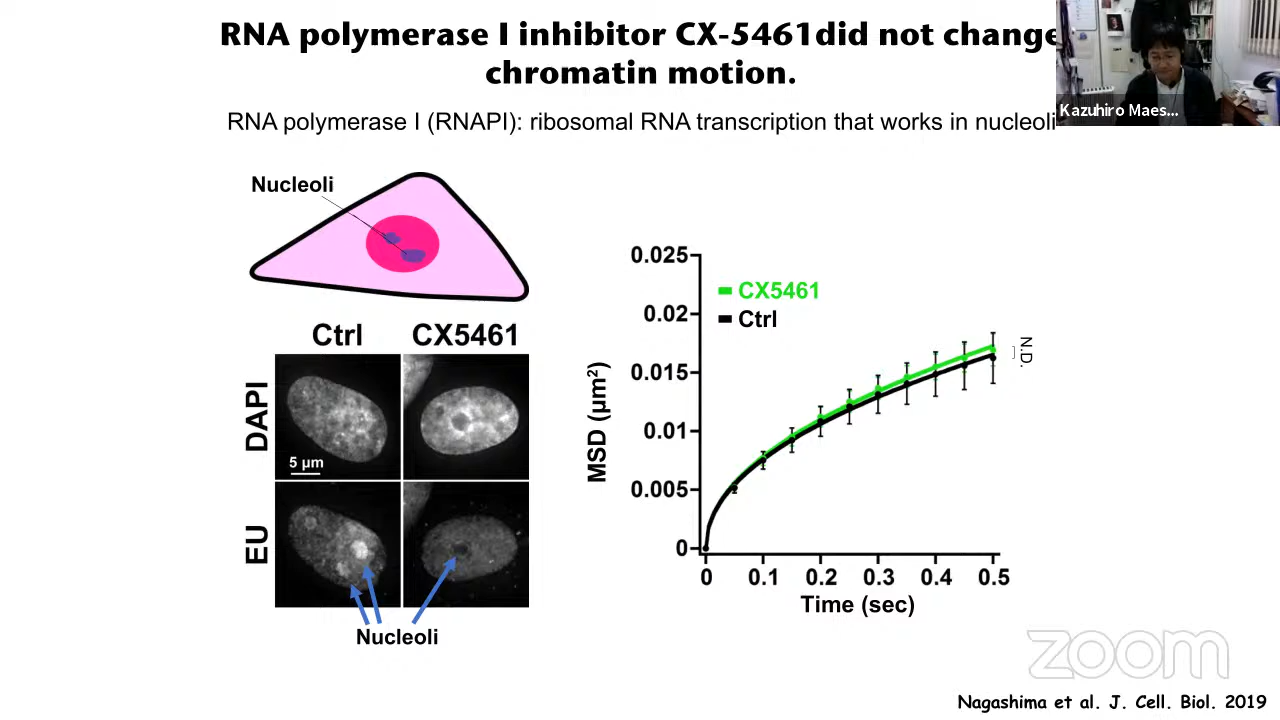 RNA polymerase I inhibitor CX-5461did not change
chromatin motion.
Kazuhiro Maes...
RNA polymerase I (RNAPI): ribosomal RNA transcription that works in nucleoli
Nucleoli
Ctrl CX5461
DAPI
5 µm
EU
Nucleoli
0.025
0.02
0.015
0.01
0.005
0
MSD (µm²)
CX5461
Ctrl
N.D.
0 0.1 0.2 0.3 0.4 0.5
Time (sec)
zoom
Nagashima et al. J. Cell. Biol. 2019